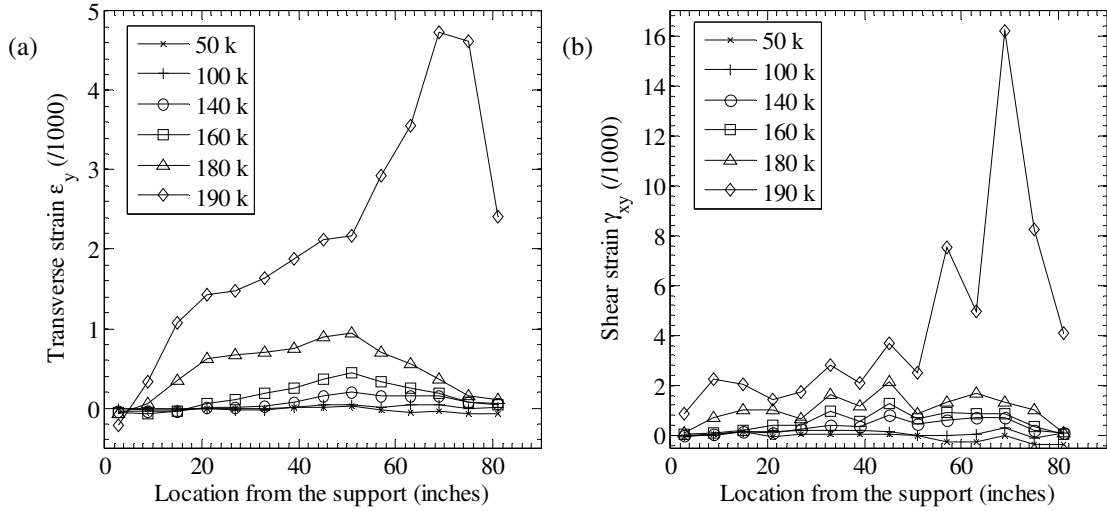 (a)
Transverse strain ε_y (/1000)
5
4
3
2
1
0
50 k
100 k
140 k
160 k
180 k
190 k
0 20 40 60 80
Location from the support (inches)
(b)
Shear strain γ_xy (/1000)
16
14
12
10
8
6
4
2
0
50 k
100 k
140 k
160 k
180 k
190 k
0 20 40 60 80
Location from the support (inches)